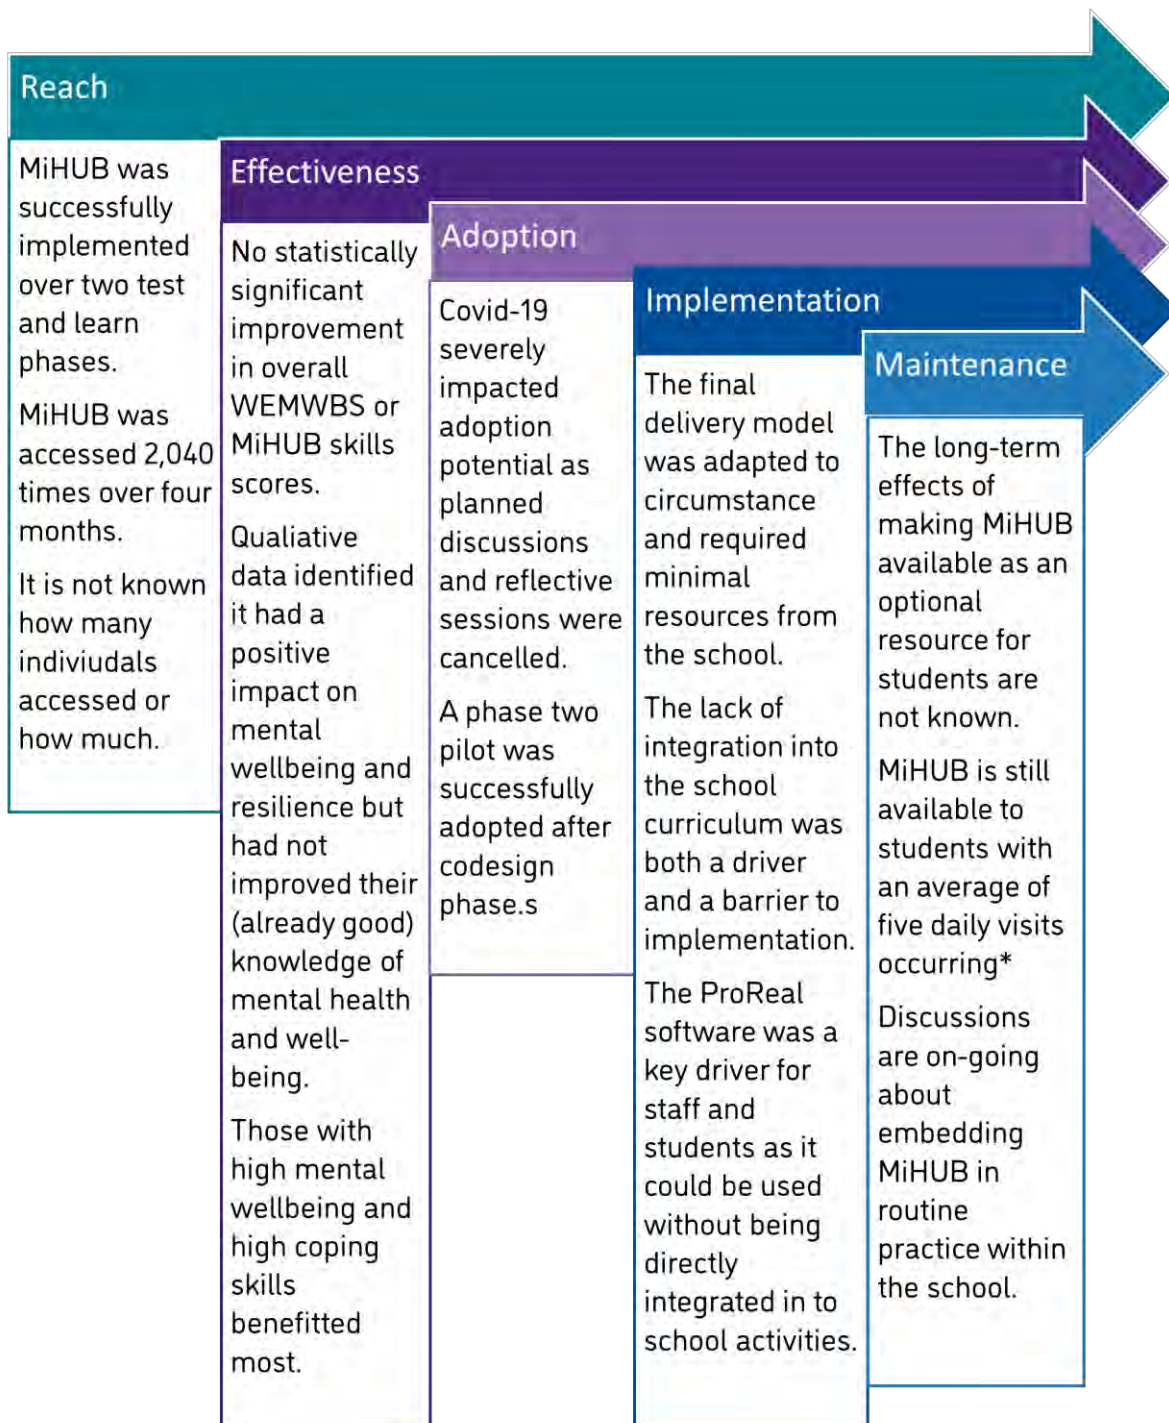 Reach
MiHUB was
successfully
implemented
over two test
and learn
phases.
MiHUB was
accessed 2,040
times over four
months.
It is not known
how many
indiviudals
accessed or
how much.
Effectiveness
No statistically
significant
improvement
in overall
WEMWBS or
MiHUB skills
scores.
Qualiative
data identified
it had a
positive
impact on
mental
wellbeing and
resilience but
had not
improved their
(already good)
knowledge of
mental health
and well-
being.
Those with
high mental
wellbeing and
high coping
skills
benefitted
most.
Adoption
Covid-19
severely
impacted
adoption
potential as
planned
discussions
and reflective
sessions were
cancelled.
A phase two
pilot was
successfully
adopted after
codesign
phase.s
Implementation
The final
delivery model
was adapted to
circumstance
and required
minimal
resources from
the school.
The lack of
integration into
the school
curriculum was
both a driver
and a barrier to
implementation.
The ProReal
software was a
key driver for
staff and
students as it
could be used
without being
directly
integrated in to
school activities.
Maintenance
The long-term
effects of
making MiHUB
available as an
optional
resource for
students are
not known.
MiHUB is still
available to
students with
an average of
five daily visits
occurring*
Discussions
are on-going
about
embedding
MiHUB in
routine
practice within
the school.